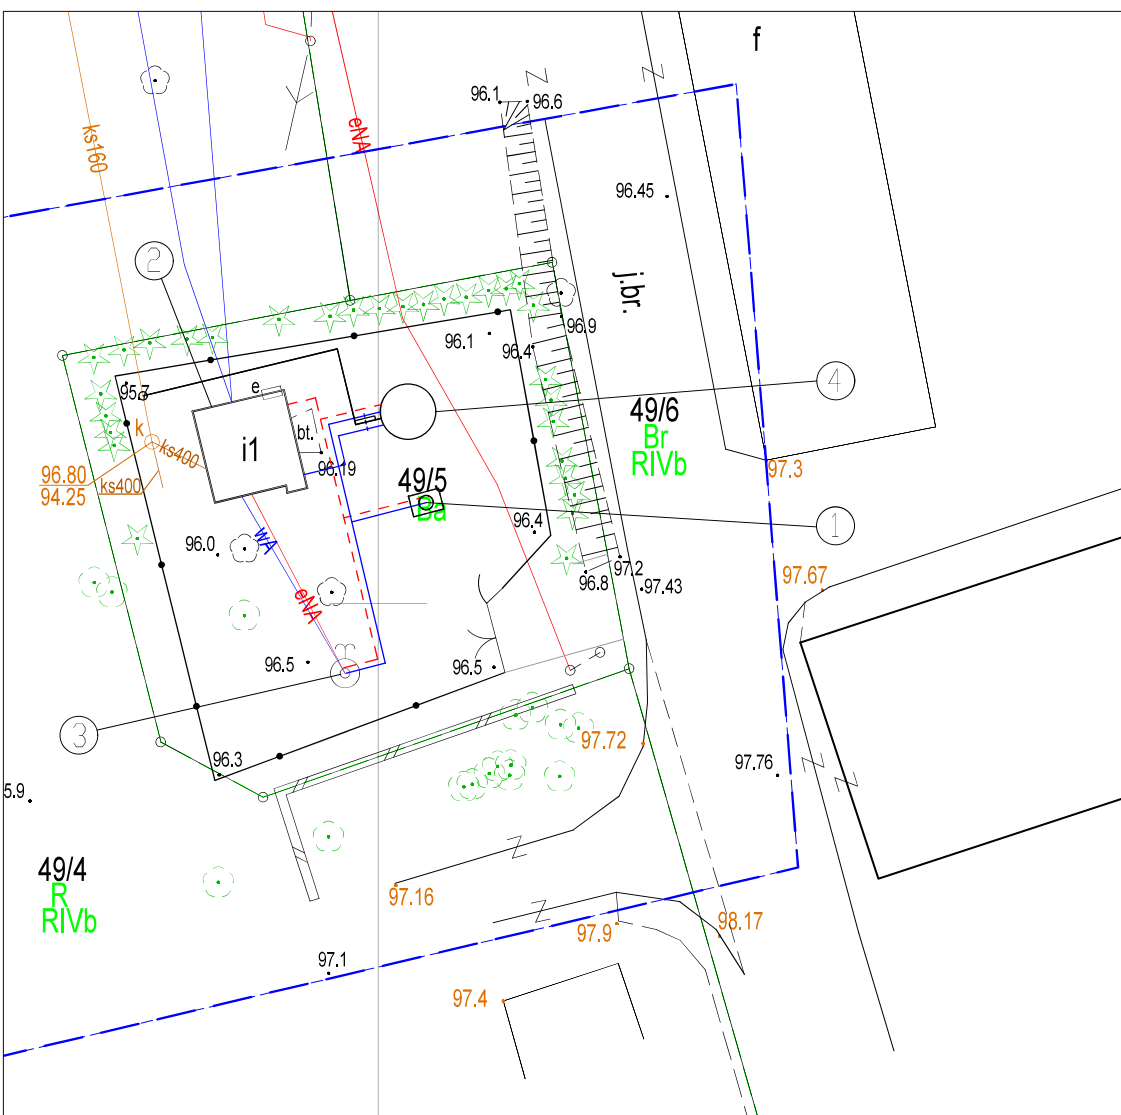 f
96.1
96.6
ks160
eNA
96.45
2
j.br.
96.9
96.1
96.4
95.7
e
4
k
i1
bt.
49/6
Br
RIVb
ks400
96.80
94.25
ks400
96.19
49/5
Ba
97.3
96.4
1
96.0
wA
97.2
96.8
97.43
97.67
eNA
96.5
96.5
3
97.72
96.3
97.76
5.9
49/4
R
RIVb
97.16
97.9
98.17
97.1
97.4